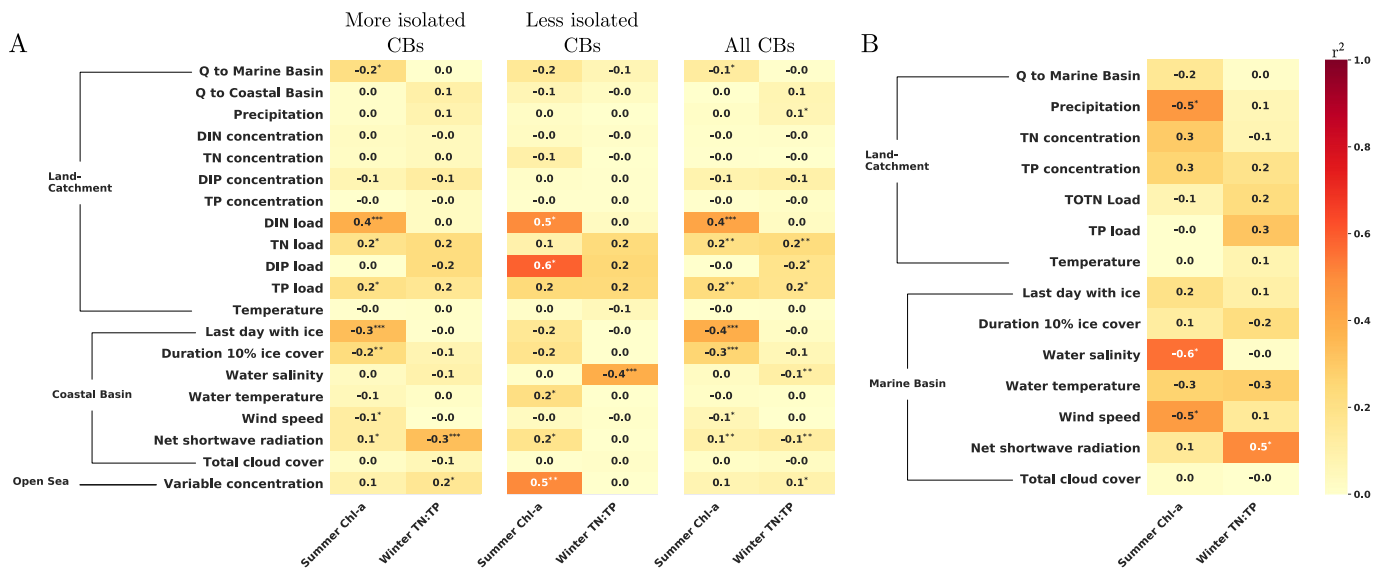 A
More isolated CBs Less isolated CBs All CBs
Q to Marine Basin -0.2* 0.0 -0.2 -0.1 -0.1* -0.0
Q to Coastal Basin 0.0 0.1 -0.1 -0.0 0.0 0.1
Precipitation 0.0 0.1 0.0 0.0 0.0 0.1*
DIN concentration 0.0 -0.0 -0.0 -0.0 -0.0 -0.0
TN concentration 0.0 0.0 -0.1 -0.0 -0.0 -0.0
Land-Catchment
DIP concentration -0.1 -0.1 0.0 0.0 -0.1 -0.1
TP concentration -0.0 -0.0 0.0 0.0 -0.0 -0.0
DIN load 0.4*** 0.0 0.5* 0.0 0.4*** 0.0
TN load 0.2* 0.2 0.1 0.2 0.2** 0.2**
DIP load 0.0 -0.2 0.6* 0.2 -0.0 -0.2*
TP load 0.2* 0.2 0.2 0.2 0.2** 0.2*
Temperature -0.0 0.0 0.0 -0.1 -0.0 0.0
Last day with ice -0.3*** -0.0 -0.2 -0.0 -0.4*** -0.0
Duration 10% ice cover -0.2** -0.1 -0.2 0.0 -0.3*** -0.1
Water salinity 0.0 -0.1 0.0 -0.4*** 0.0 -0.1**
Coastal Basin
Water temperature -0.1 0.0 0.2* -0.0 -0.0 0.0
Wind speed -0.1* -0.0 -0.0 -0.0 -0.1* 0.0
Net shortwave radiation 0.1* -0.3*** 0.2* 0.0 0.1** -0.1**
Total cloud cover 0.0 -0.1 0.0 0.0 0.0 -0.0
Open Sea
Variable concentration 0.1 0.2* 0.5** 0.0 0.1 0.1*
Summer Chl-a Winter TN:TP Summer Chl-a Winter TN:TP Summer Chl-a Winter TN:TP
B
Q to Marine Basin -0.2 0.0
Precipitation -0.5* 0.1
TN concentration 0.3 -0.1
Land-Catchment
TP concentration 0.3 0.2
TOTN Load -0.1 0.2
TP load -0.0 0.3
Temperature 0.0 0.1
Last day with ice 0.2 0.1
Duration 10% ice cover 0.1 -0.2
Water salinity -0.6* -0.0
Marine Basin
Water temperature -0.3 -0.3
Wind speed -0.5* 0.1
Net shortwave radiation 0.1 0.5*
Total cloud cover 0.0 -0.0
Summer Chl-a Winter TN:TP
r²
1.0
0.8
0.6
0.4
0.2
0.0